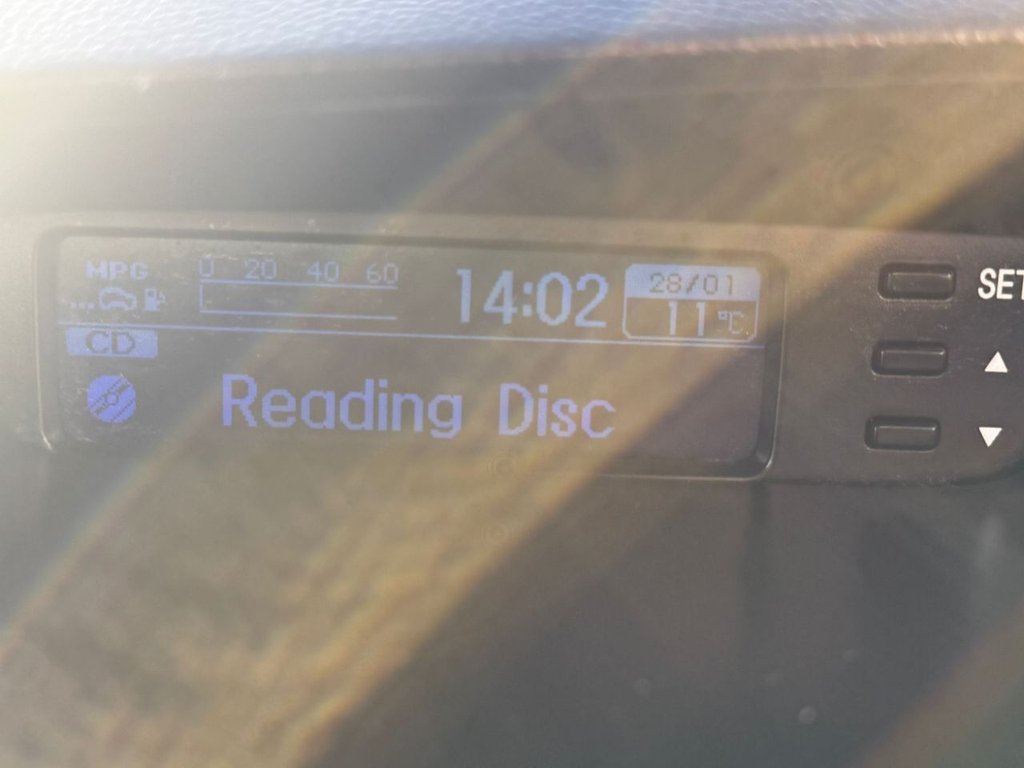 MPG 0 20 40 60 14:02 28/01
... 11°C
CD
Reading Disc
SET